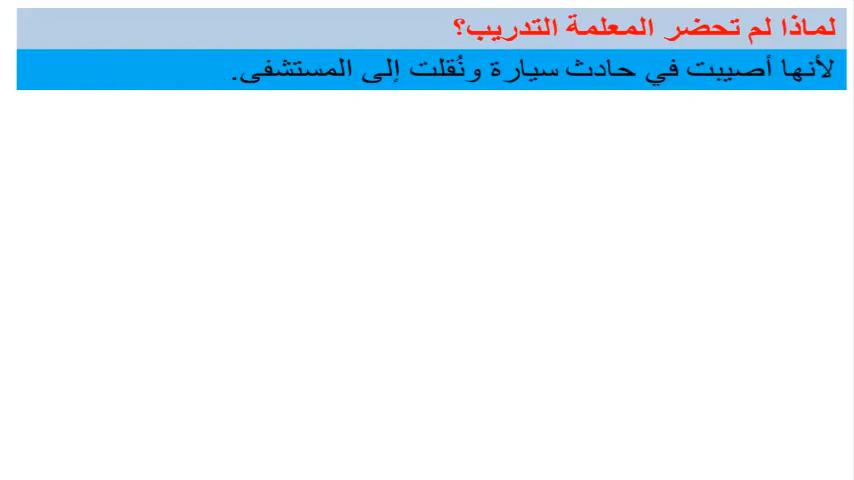 لماذا لم تحضر المعلمة التدريب؟
لأنها أصيبت في حادث سيارة ونُقلت إلى المستشفى.